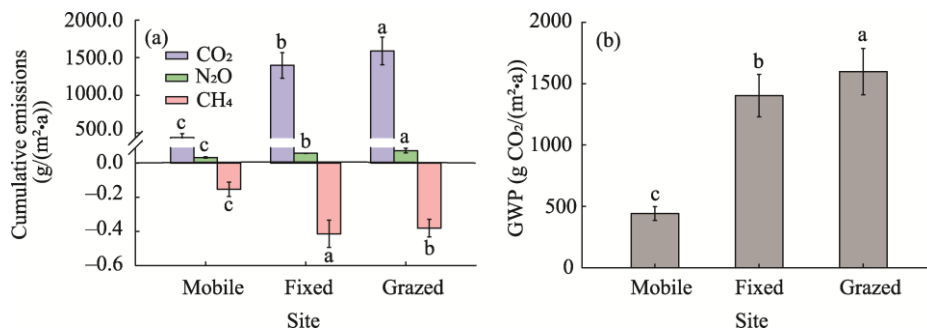 Cumulative emissions
(g/(m²•a))
2000.0
1500.0
1000.0
500.0
0.0
–0.2
–0.4
–0.6
(a)
CO₂
N₂O
CH₄
c
c
c
b
b
a
a
a
b
Mobile Fixed Grazed
Site
GWP (g CO₂/(m²•a))
2000
1500
1000
500
0
(b)
c
b
a
Mobile Fixed Grazed
Site